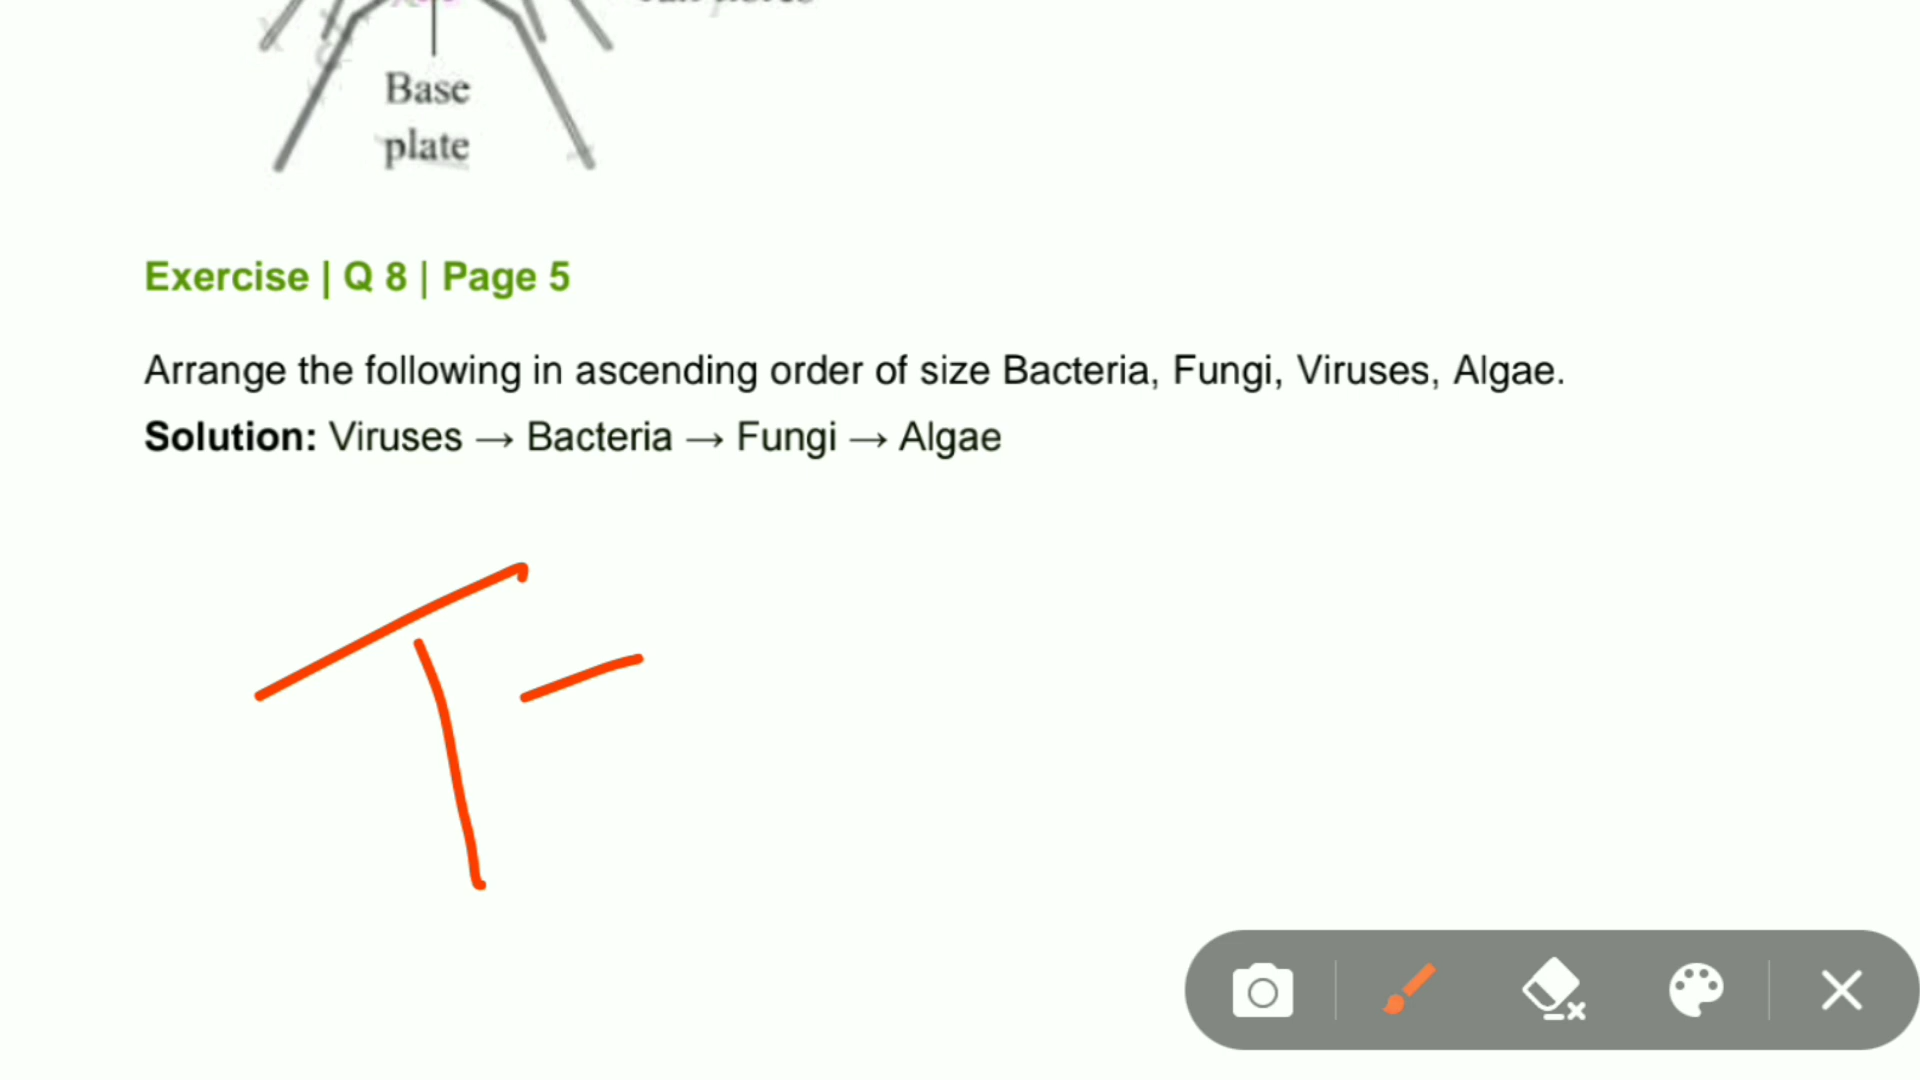 Base
plate
Exercise | Q 8 | Page 5
Arrange the following in ascending order of size Bacteria, Fungi, Viruses, Algae.
Solution: Viruses → Bacteria → Fungi → Algae
T-